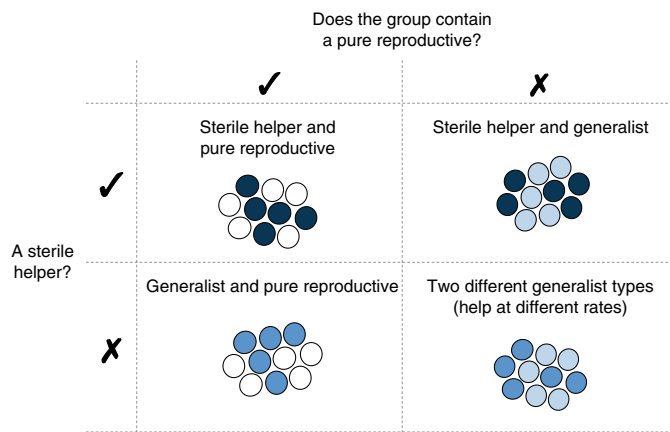 Does the group contain
a pure reproductive?
✓ ✗
Sterile helper and
pure reproductive
Sterile helper and generalist
✓
A sterile
helper?
Generalist and pure reproductive
Two different generalist types
(help at different rates)
✗